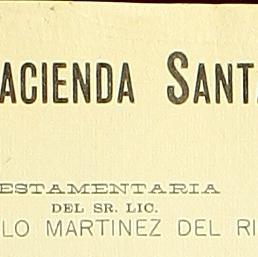 ACIENDA SANT
ESTAMENTARIA
DEL SR. LIC.
LO MARTINEZ DEL RI